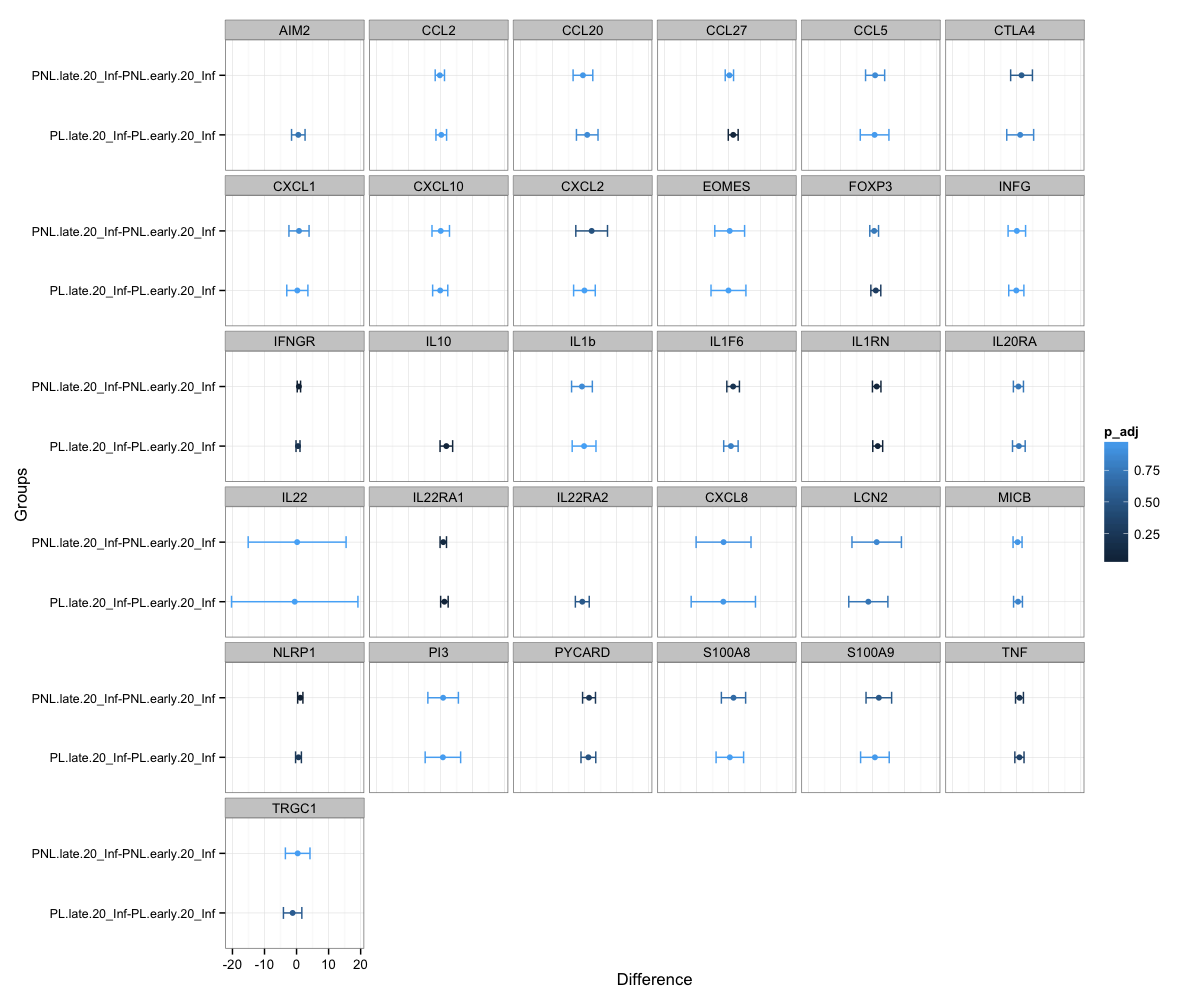 AIM2 CCL2 CCL20 CCL27 CCL5 CTLA4
PNL.late.20_Inf-PNL.early.20_Inf
PL.late.20_Inf-PL.early.20_Inf
CXCL1 CXCL10 CXCL2 EOMES FOXP3 INFG
PNL.late.20_Inf-PNL.early.20_Inf
PL.late.20_Inf-PL.early.20_Inf
IFNGR IL10 IL1b IL1F6 IL1RN IL20RA
PNL.late.20_Inf-PNL.early.20_Inf
PL.late.20_Inf-PL.early.20_Inf
IL22 IL22RA1 IL22RA2 CXCL8 LCN2 MICB
PNL.late.20_Inf-PNL.early.20_Inf
PL.late.20_Inf-PL.early.20_Inf
NLRP1 PI3 PYCARD S100A8 S100A9 TNF
PNL.late.20_Inf-PNL.early.20_Inf
PL.late.20_Inf-PL.early.20_Inf
TRGC1
PNL.late.20_Inf-PNL.early.20_Inf
PL.late.20_Inf-PL.early.20_Inf
-20 -10 0 10 20
Difference
Groups
p_adj
0.75
0.50
0.25